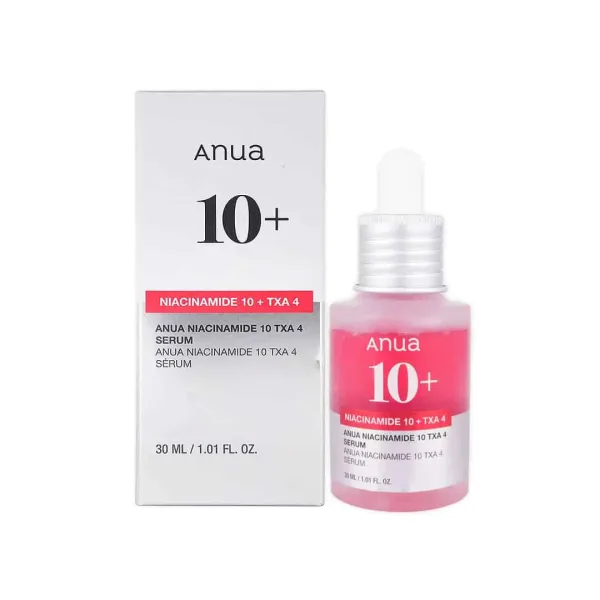 Anua
10+
NIACINAMIDE 10 + TXA 4
ANUA NIACINAMIDE 10 TXA 4
SERUM
ANUA NIACINAMIDE 10 TXA 4
SÉRUM
30 ML / 1.01 FL. OZ.
Anua
10+
NIACINAMIDE 10 + TXA 4
ANUA NIACINAMIDE 10 TXA 4
SERUM
ANUA NIACINAMIDE 10 TXA 4
SÉRUM
30 ML / 1.01 FL. OZ.